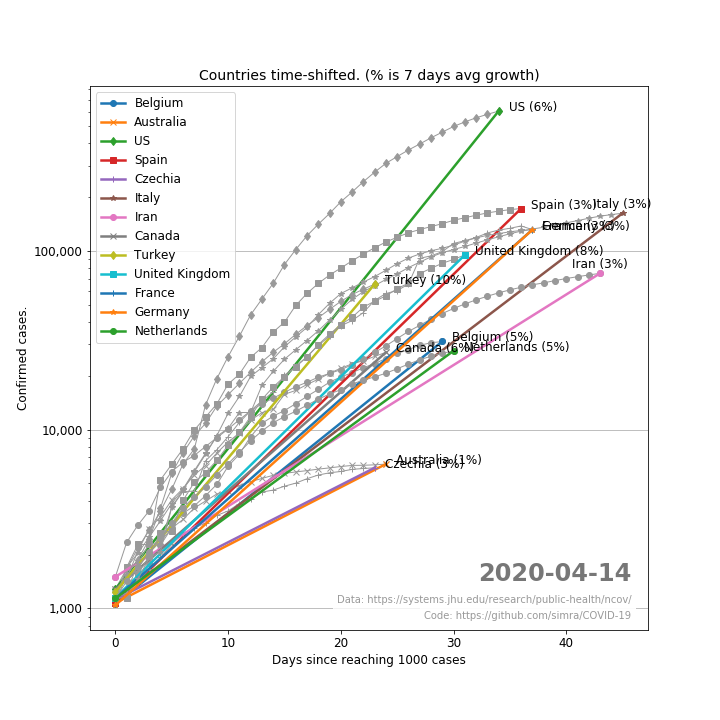 Countries time-shifted. (% is 7 days avg growth)
Confirmed cases.
100,000
10,000
1,000
Belgium
Australia
US
Spain
Czechia
Italy
Iran
Canada
Turkey
United Kingdom
France
Germany
Netherlands
US (6%)
Spain (3%)
Italy (3%)
United Kingdom (8%)
Iran (3%)
Turkey (10%)
Belgium (5%)
Canada (6%)
Netherlands (5%)
Australia (1%)
Czechia (3%)
2020-04-14
Data: https://systems.jhu.edu/research/public-health/ncov/
Code: https://github.com/simra/COVID-19
0 10 20 30 40
Days since reaching 1000 cases